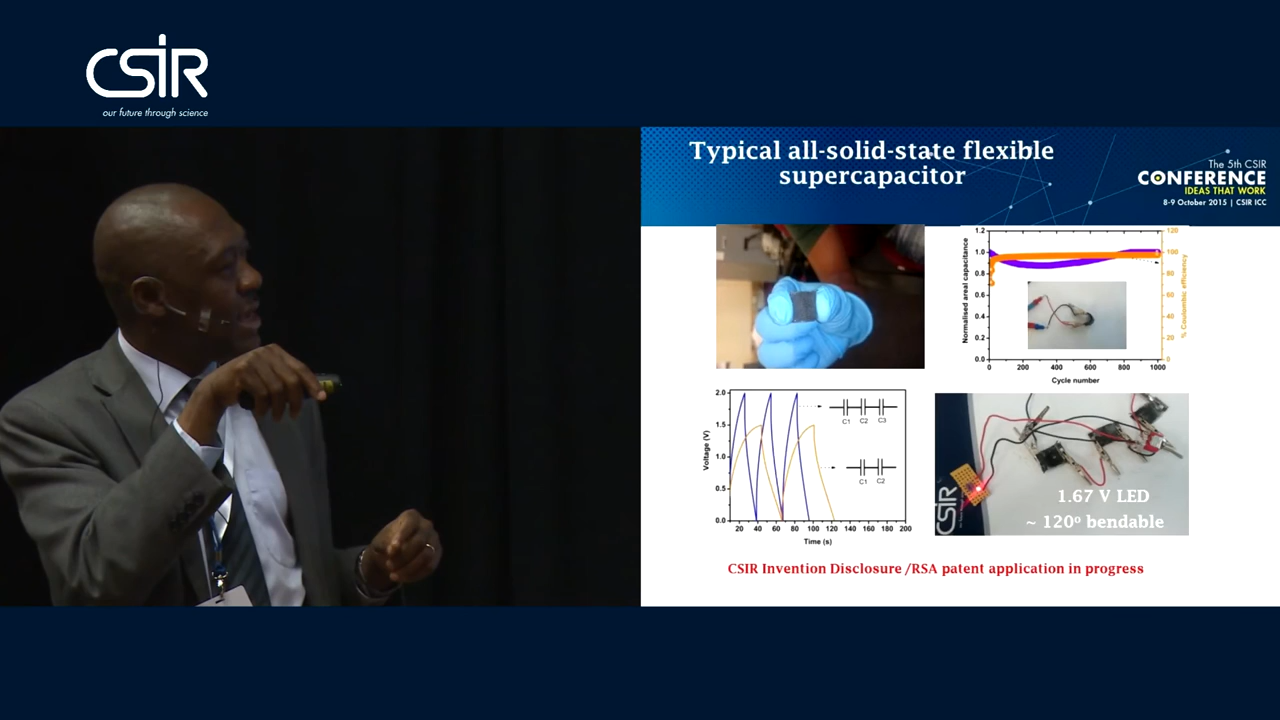 CSIR
our future through science
Typical all-solid-state flexible
supercapacitor
The 5th CSIR
CONFERENCE
IDEAS THAT WORK
8-9 October 2015 | CSIR ICC
Normalised areal capacitance
1.2
1.0
0.8
0.6
0.4
0.2
0.0
0 200 400 600 800 1000
Cycle number
120
100
80
60
40
20
0
% Coulombic efficiency
Voltage (V)
2.0
1.5
1.0
0.5
0.0
C1 C2 C3
C1 C2
20 40 60 80 100 120 140 160 180 200
Time (s)
CSIR
1.67 V LED
~ 120º bendable
CSIR Invention Disclosure /RSA patent application in progress